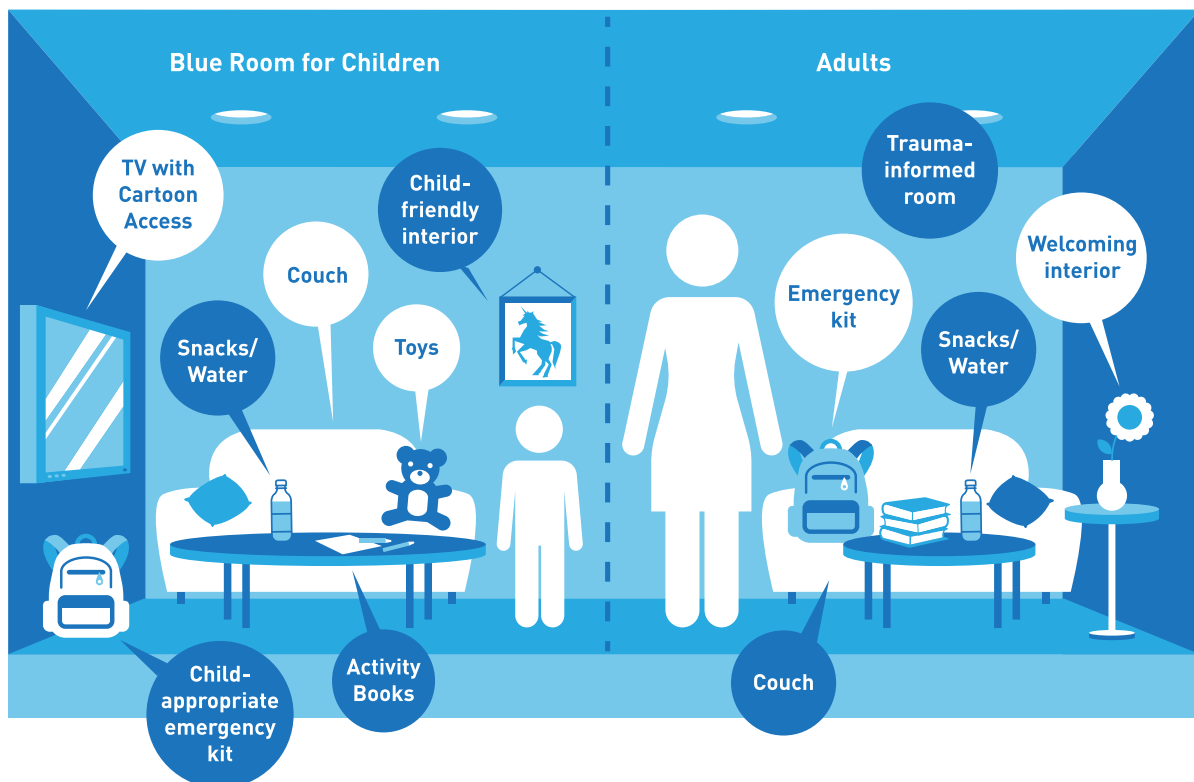 Blue Room for Children
Adults
TV with
Cartoon
Access
Child-
friendly
interior
Couch
Snacks/
Water
Toys
Child-
appropriate
emergency
kit
Activity
Books
Trauma-
informed
room
Welcoming
interior
Emergency
kit
Snacks/
Water
Couch